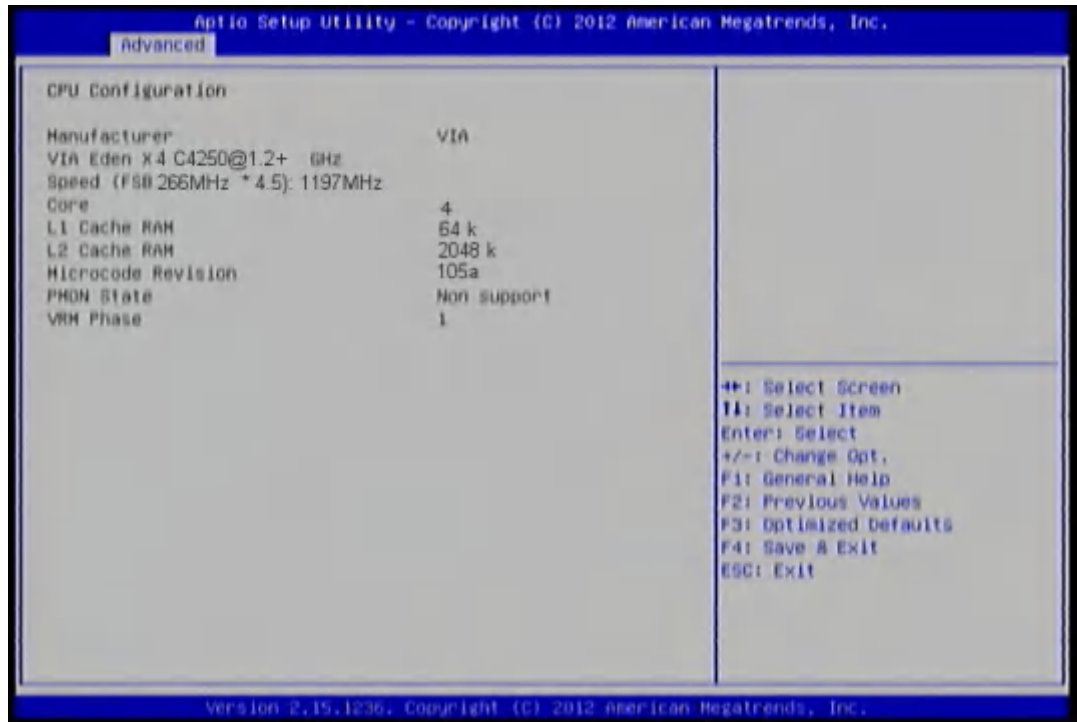 Aptio Setup Utility - Copyright (C) 2012 American Megatrends, Inc.
Advanced
CPU Configuration
Manufacturer VIA
VIA Eden X4 C4250@1.2+ GHz
Speed (FSB 266MHz * 4.5): 1197MHz
Core 4
L1 Cache RAM 64 k
L2 Cache RAM 2048 k
Microcode Revision 105a
PMON State Non support
VRM Phase 1
→←: Select Screen
↑↓: Select Item
Enter: Select
+/-: Change Opt.
F1: General Help
F2: Previous Values
F3: Optimized Defaults
F4: Save & Exit
ESC: Exit
Version 2.15.1236. Copyright (C) 2012 American Megatrends, Inc.